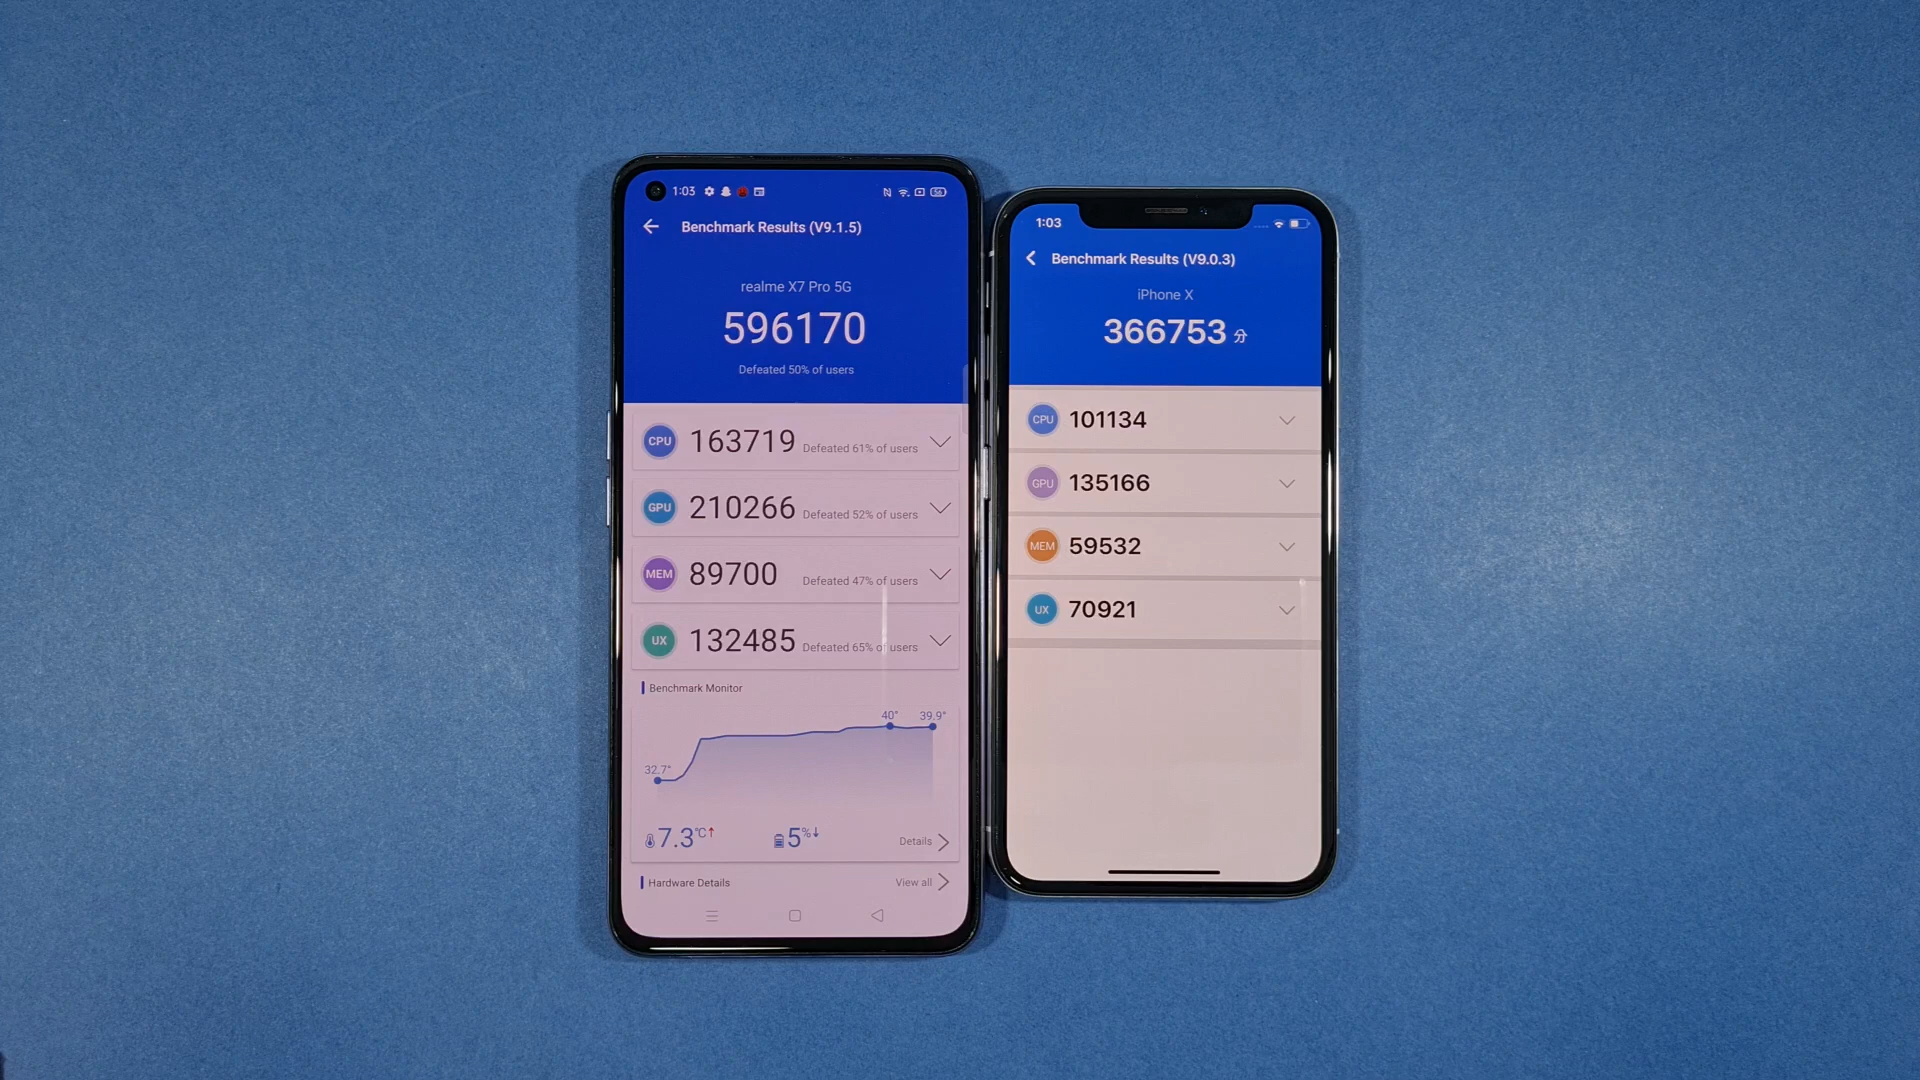 1:03
56
Benchmark Results (V9.1.5)
realme X7 Pro 5G
596170
Defeated 50% of users
CPU 163719 Defeated 61% of users
GPU 210266 Defeated 52% of users
MEM 89700 Defeated 47% of users
UX 132485 Defeated 65% of users
Benchmark Monitor
40° 39.9°
32.7°
7.3°C↑ 5%↓ Details
Hardware Details View all
1:03
Benchmark Results (V9.0.3)
iPhone X
366753 分
CPU 101134
GPU 135166
MEM 59532
UX 70921